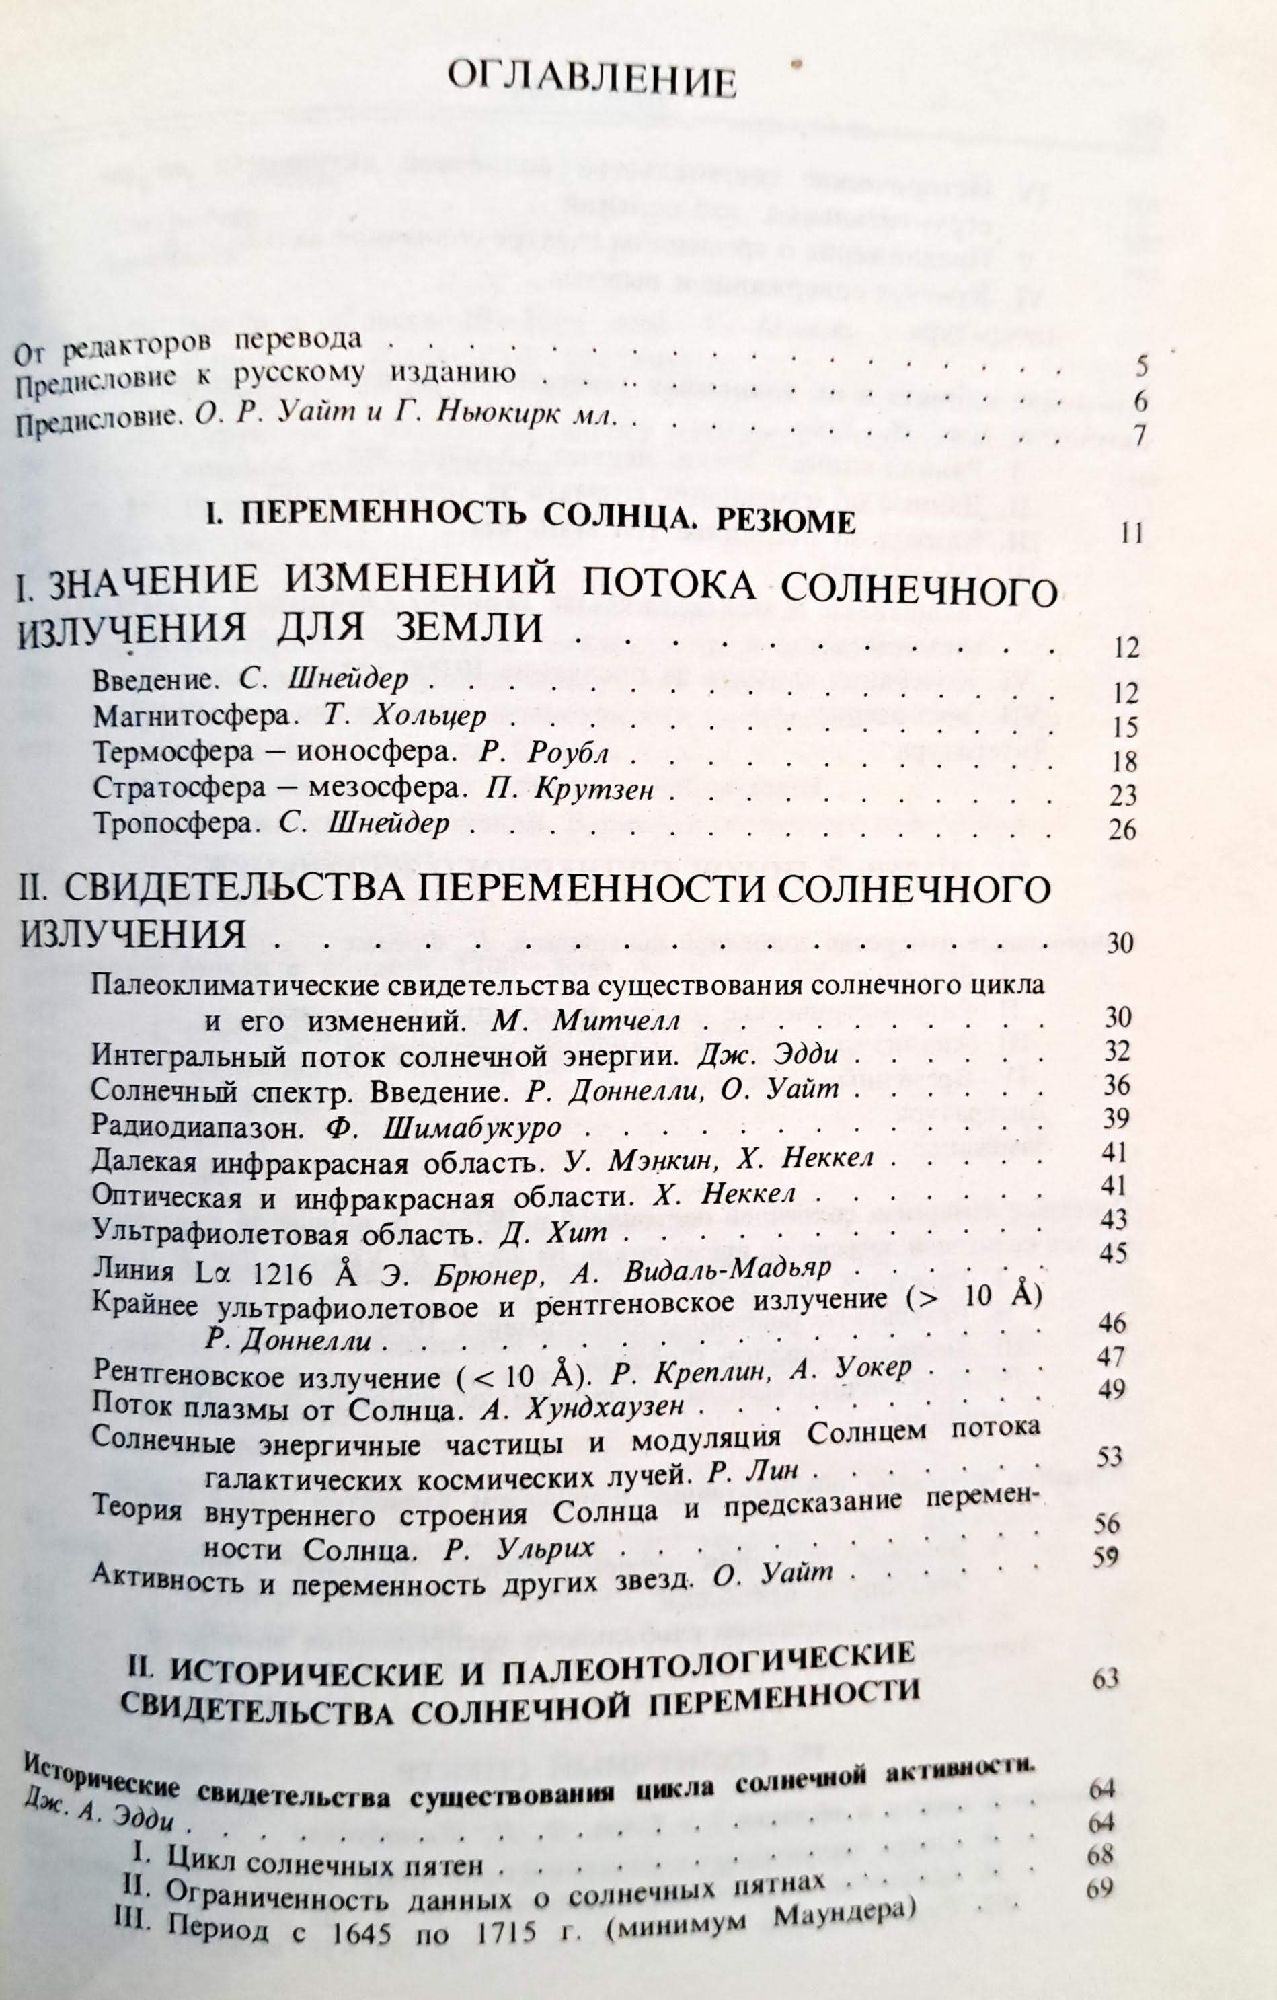 ОГЛАВЛЕНИЕ
От редакторов перевода . . . . . . . . . . . . . . . . . . 5
Предисловие к русскому изданию . . . . . . . . . . . . . . 6
Предисловие. О. Р. Уайт и Г. Ньюкирк мл. . . . . . . . . . . 7
I. ПЕРЕМЕННОСТЬ СОЛНЦА. РЕЗЮМЕ 11
I. ЗНАЧЕНИЕ ИЗМЕНЕНИЙ ПОТОКА СОЛНЕЧНОГО
ИЗЛУЧЕНИЯ ДЛЯ ЗЕМЛИ . . . . . . . . . . . . . 12
Введение. С. Шнейдер . . . . . . . . . . . . . . . . 12
Магнитосфера. Т. Хольцер . . . . . . . . . . . . . . 15
Термосфера — ионосфера. Р. Роубл . . . . . . . . . . . 18
Стратосфера — мезосфера. П. Крутзен . . . . . . . . . . 23
Тропосфера. С. Шнейдер . . . . . . . . . . . . . . . 26
II. СВИДЕТЕЛЬСТВА ПЕРЕМЕННОСТИ СОЛНЕЧНОГО
ИЗЛУЧЕНИЯ . . . . . . . . . . . . . . . . . 30
Палеоклиматические свидетельства существования солнечного цикла
и его изменений. М. Митчелл . . . . . . . . . . 30
Интегральный поток солнечной энергии. Дж. Эдди . . . . . . 32
Солнечный спектр. Введение. Р. Доннелли, О. Уайт . . . . . . 36
Радиодиапазон. Ф. Шимабукуро . . . . . . . . . . . . . 39
Далекая инфракрасная область. У. Мэнкин, Х. Неккел . . . . . 41
Оптическая и инфракрасная области. Х. Неккел . . . . . . . 41
Ультрафиолетовая область. Д. Хит . . . . . . . . . . . . 43
Линия Lα 1216 Å Э. Брюнер, А. Видаль-Мадьяр . . . . . . 45
Крайнее ультрафиолетовое и рентгеновское излучение (> 10 Å)
Р. Доннелли . . . . . . . . . . . . . . . . . 46
Рентгеновское излучение (< 10 Å). Р. Креплин, А. Уокер . . . . 47
Поток плазмы от Солнца. А. Хундхаузен . . . . . . . . . . 49
Солнечные энергичные частицы и модуляция Солнцем потока
галактических космических лучей. Р. Лин . . . . . . . 53
Теория внутреннего строения Солнца и предсказание перемен-
ности Солнца. Р. Ульрих . . . . . . . . . . . . 56
Активность и переменность других звезд. О. Уайт . . . . . . 59
II. ИСТОРИЧЕСКИЕ И ПАЛЕОНТОЛОГИЧЕСКИЕ
СВИДЕТЕЛЬСТВА СОЛНЕЧНОЙ ПЕРЕМЕННОСТИ 63
Исторические свидетельства существования цикла солнечной активности.
Дж. А. Эдди . . . . . . . . . . . . . . . . . . . . 64
I. Цикл солнечных пятен . . . . . . . . . . . . . . 64
II. Ограниченность данных о солнечных пятнах . . . . . . 68
III. Период с 1645 по 1715 г. (минимум Маундера) . . 69